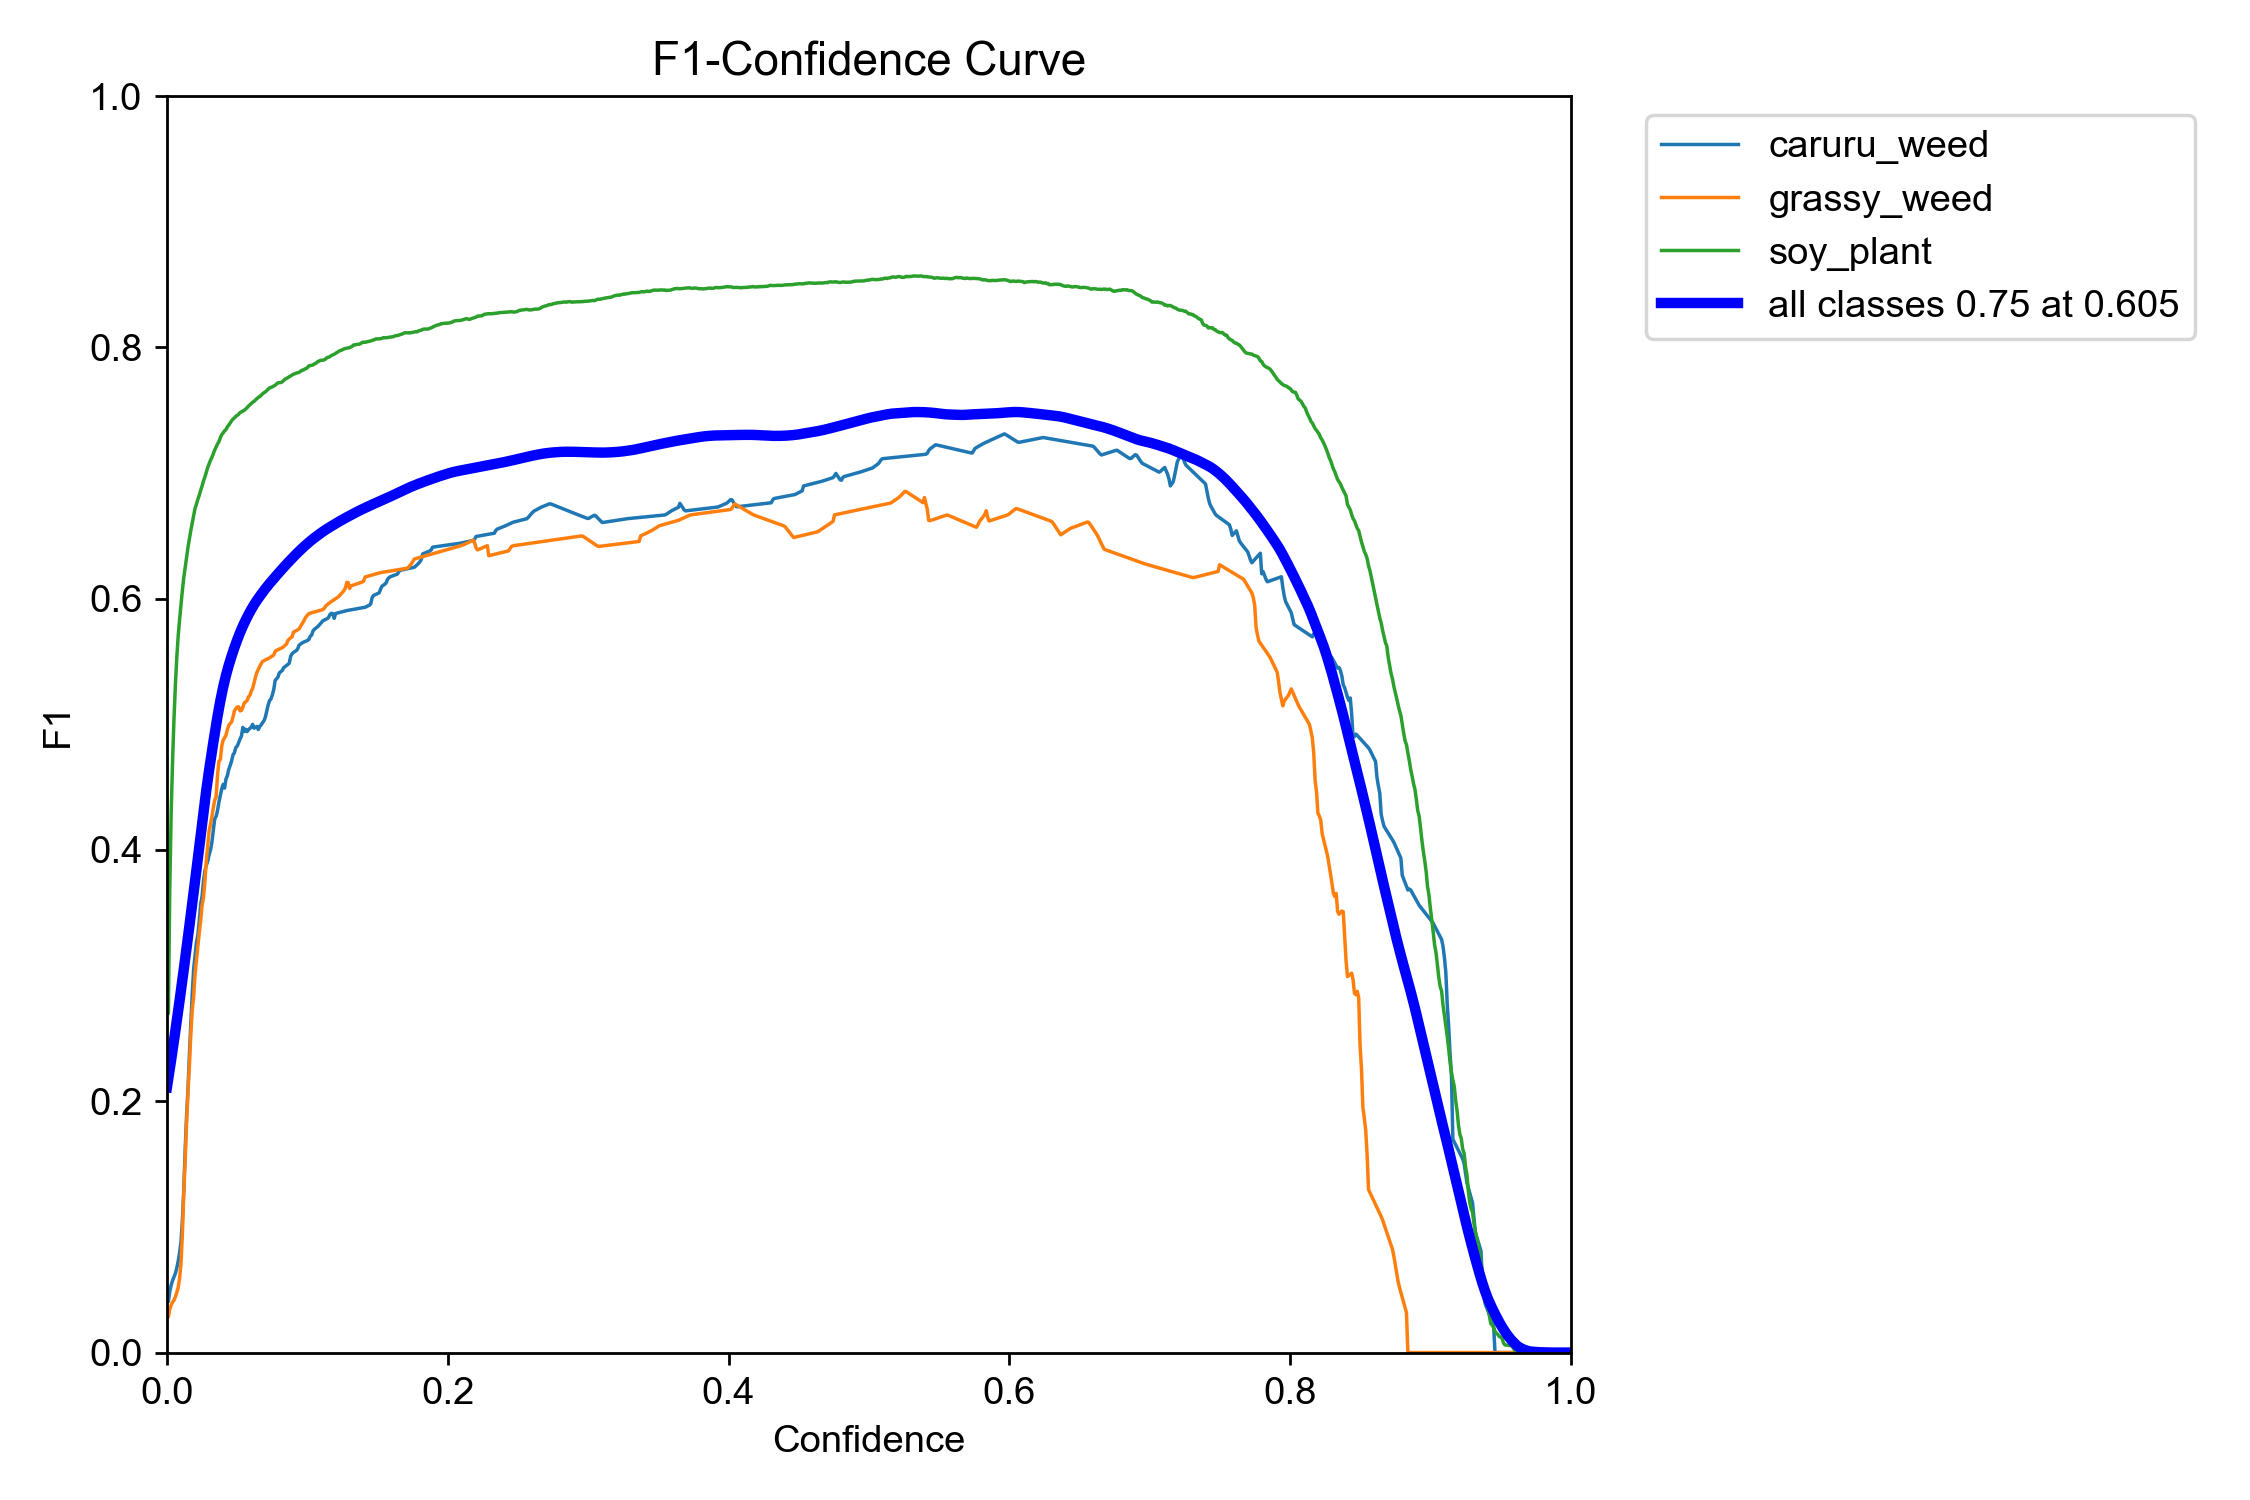 F1-Confidence Curve
1.0
0.8
0.6
0.4
0.2
0.0
F1
0.0 0.2 0.4 0.6 0.8 1.0
Confidence
caruru_weed
grassy_weed
soy_plant
all classes 0.75 at 0.605